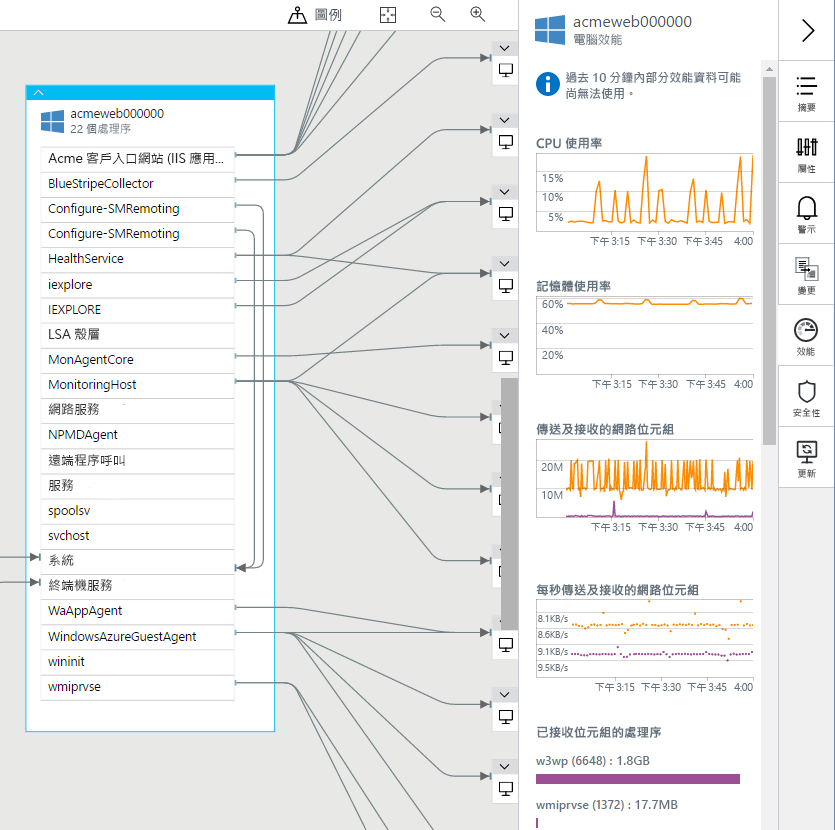 圖例
acmeweb000000
22 個處理序
Acme 客戶入口網站 (IIS 應用...
BlueStripeCollector
Configure-SMRemoting
Configure-SMRemoting
HealthService
iexplore
IEXPLORE
LSA 殼層
MonAgentCore
MonitoringHost
網路服務
NPMDAgent
遠端程序呼叫
服務
spoolsv
svchost
系統
終端機服務
WaAppAgent
WindowsAzureGuestAgent
wininit
wmiprvse
acmeweb000000
電腦效能
過去 10 分鐘內部分效能資料可能
尚無法使用。
CPU 使用率
15%
10%
5%
下午 3:15 下午 3:30 下午 3:45 4:00
記憶體使用率
60%
40%
20%
下午 3:15 下午 3:30 下午 3:45 4:00
傳送及接收的網路位元組
20M
10M
下午 3:15 下午 3:30 下午 3:45 4:00
每秒傳送及接收的網路位元組
8.1KB/s
8.6KB/s
9.1KB/s
9.5KB/s
下午 3:15 下午 3:30 下午 3:45 4:00
已接收位元組的處理序
w3wp (6648) : 1.8GB
wmiprvse (1372) : 17.7MB
摘要
屬性
警示
變更
效能
安全性
更新